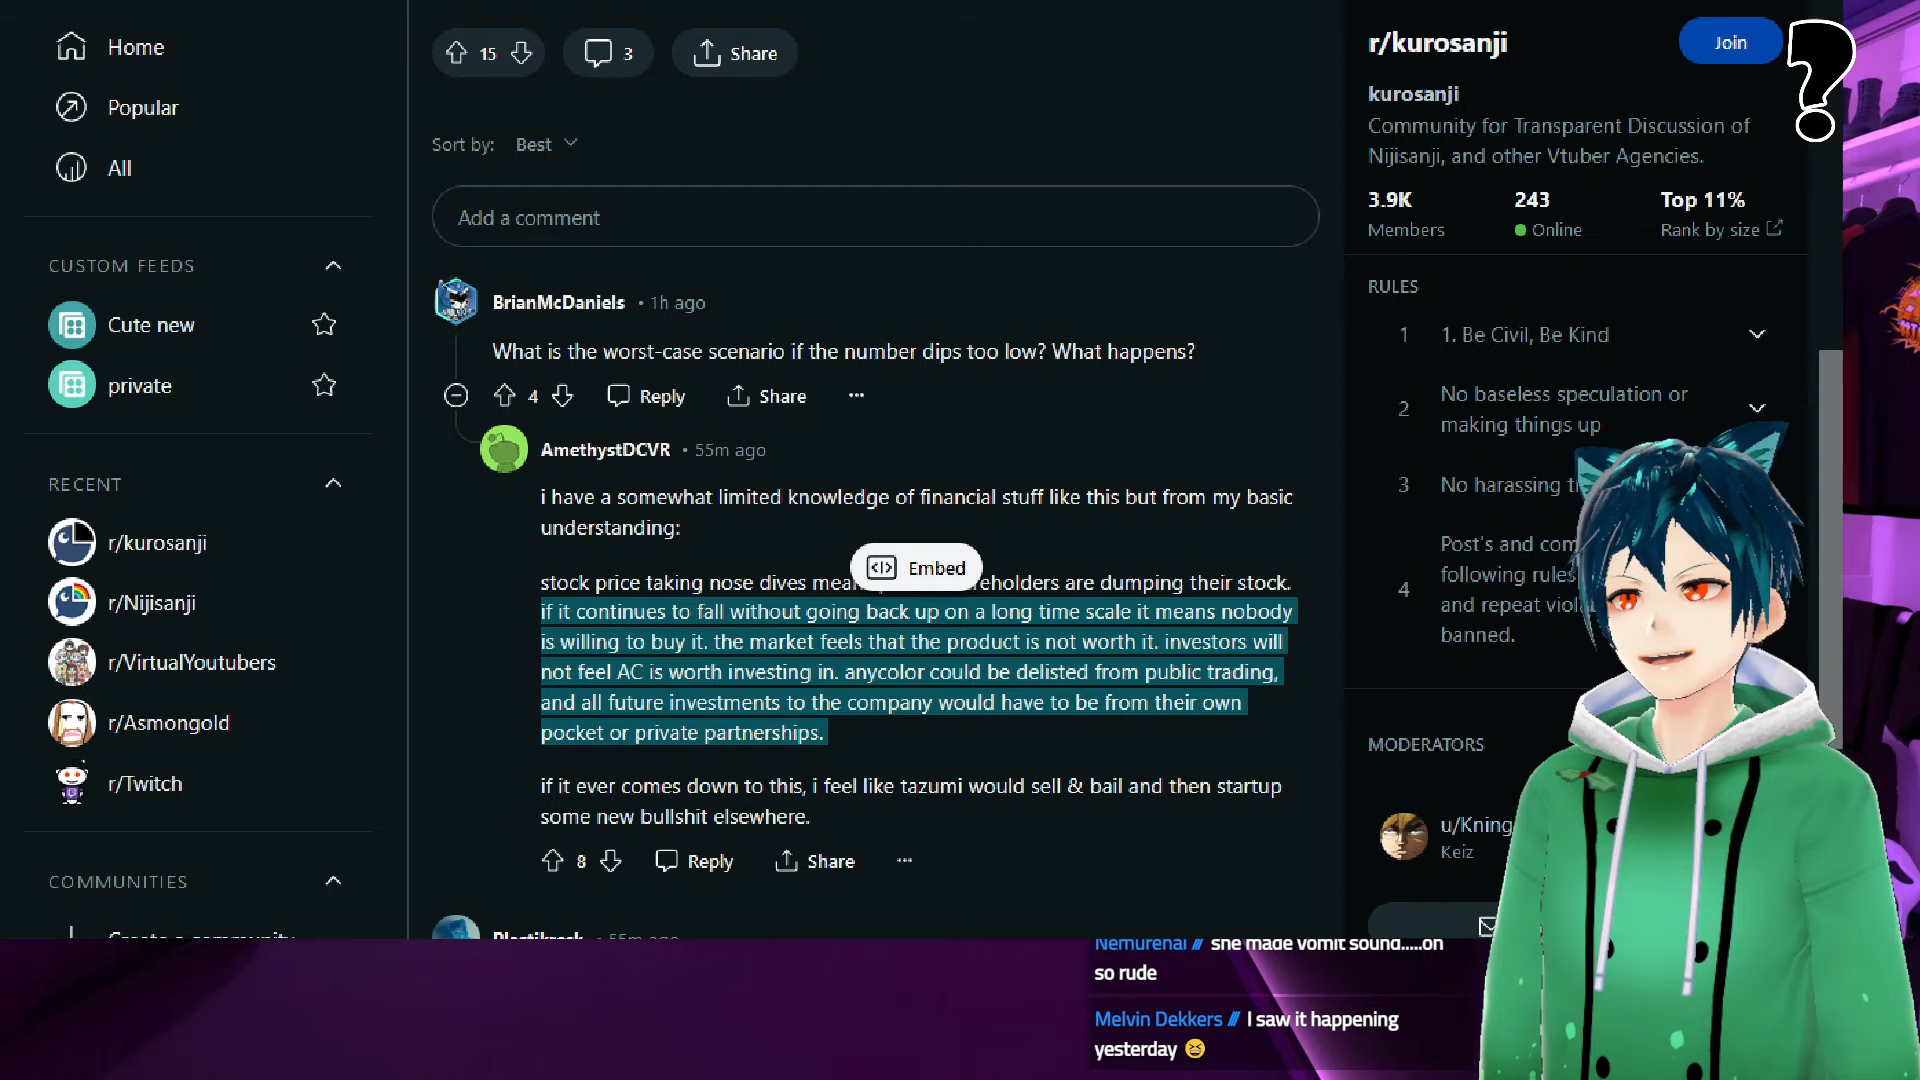 Home
Popular
All
CUSTOM FEEDS
Cute new
private
RECENT
r/kurosanji
r/Nijisanji
r/VirtualYoutubers
r/Asmongold
r/Twitch
COMMUNITIES
Create a community
15
3
Share
Sort by: Best
Add a comment
BrianMcDaniels • 1h ago
What is the worst-case scenario if the number dips too low? What happens?
4 Reply Share
AmethystDCVR • 55m ago
i have a somewhat limited knowledge of financial stuff like this but from my basic
understanding:
Embed
stock price taking nose dives are dumping their stock.
if it continues to fall without going back up on a long time scale it means nobody
is willing to buy it. the market feels that the product is not worth it. investors will
not feel AC is worth investing in. anycolor could be delisted from public trading,
and all future investments to the company would have to be from their own
pocket or private partnerships.
if it ever comes down to this, i feel like tazumi would sell & bail and then startup
some new bullshit elsewhere.
8 Reply Share
55m ago
r/kurosanji
Join
?
kurosanji
Community for Transparent Discussion of
Nijisanji, and other Vtuber Agencies.
3.9K 243 Top 11%
Members Online Rank by size
RULES
1 1. Be Civil, Be Kind
2 No baseless speculation or
making things up
3 No harassing
4 Post's and
following rules
and repeat
banned.
MODERATORS
u/Kning
Keiz
Nemurenai // she made vomit sound.....oh
so rude
Melvin Dekkers // I saw it happening
yesterday 😆